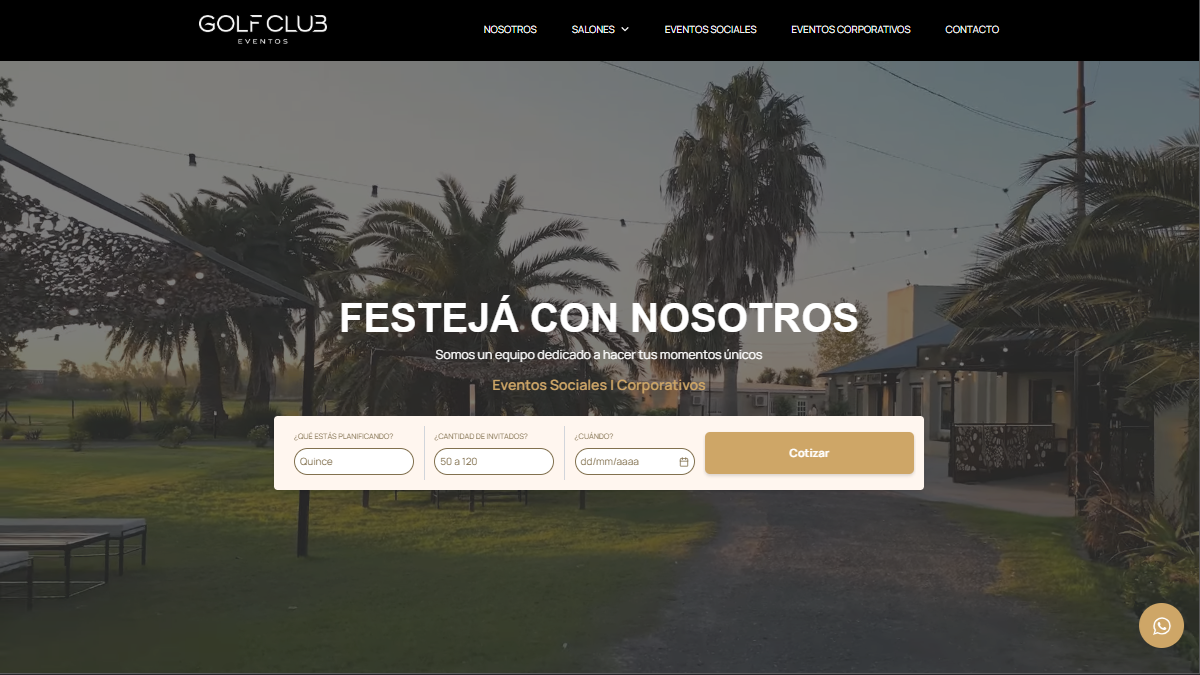 GOLF CLUB
EVENTOS
NOSOTROS
SALONES
EVENTOS SOCIALES
EVENTOS CORPORATIVOS
CONTACTO
FESTEJÁ CON NOSOTROS
Somos un equipo dedicado a hacer tus momentos únicos
Eventos Sociales | Corporativos
¿QUÉ ESTÁS PLANIFICANDO?
Quince
¿CANTIDAD DE INVITADOS?
50 a 120
¿CUÁNDO?
dd/mm/aaaa
Cotizar